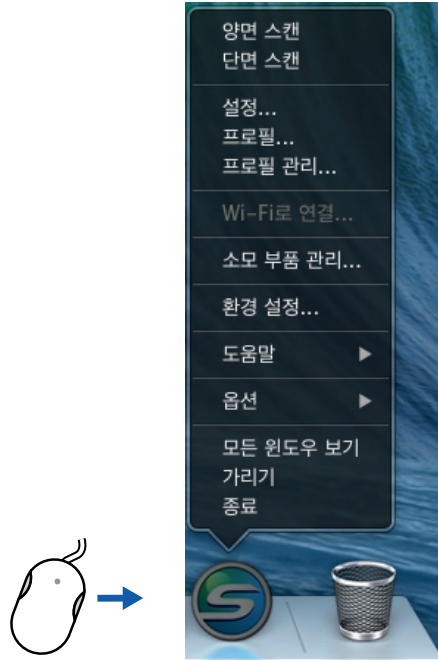 양면 스캔
단면 스캔
설정...
프로필...
프로필 관리...
Wi-Fi로 연결...
소모 부품 관리...
환경 설정...
도움말
옵션
모든 윈도우 보기
가리기
종료